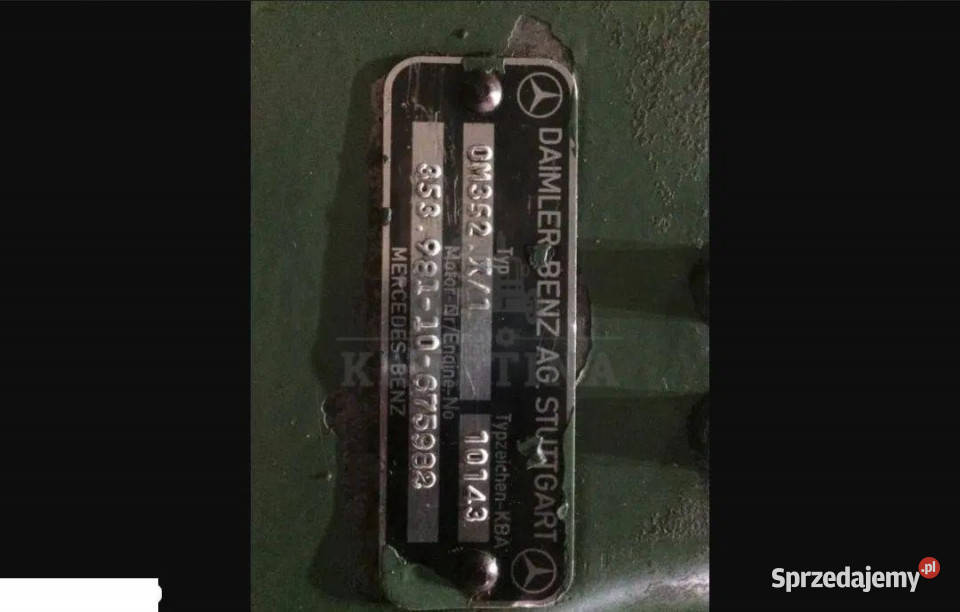 DAIMLER-BENZ AG. STUTTGART
Typ Typzeichen-KBA
OM352.X/1 10143
Motor-Nr/Engine-No
353.981-10-675982
MERCEDES-BENZ
Sprzedajemy.pl